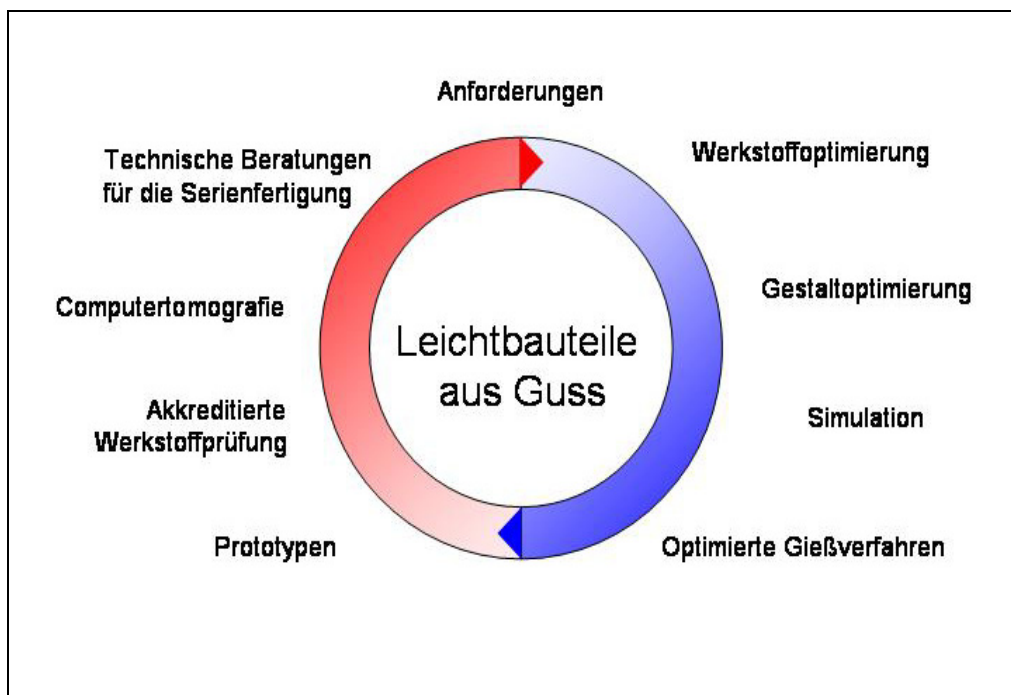 Anforderungen
Werkstoffoptimierung
Gestaltoptimierung
Simulation
Optimierte Gießverfahren
Prototypen
Akkreditierte
Werkstoffprüfung
Computertomografie
Technische Beratungen
für die Serienfertigung
Leichtbauteile
aus Guss